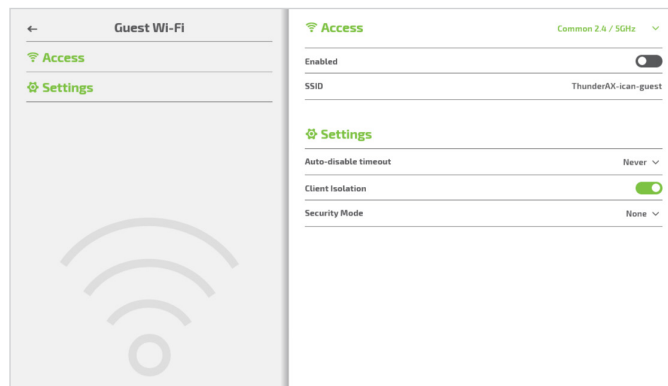 Guest Wi-Fi
Access
Settings
Access Common 2.4 / 5GHz
Enabled
SSID ThunderAX-ican-guest
Settings
Auto-disable timeout Never
Client Isolation
Security Mode None